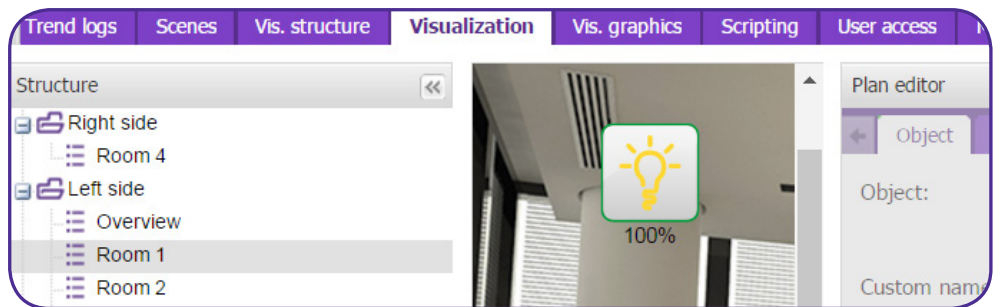 Trend logs Scenes Vis. structure Visualization Vis. graphics Scripting User access
Structure
Plan editor
Right side
Object
Room 4
Left side
Object:
Overview
100%
Room 1
Room 2
Custom name